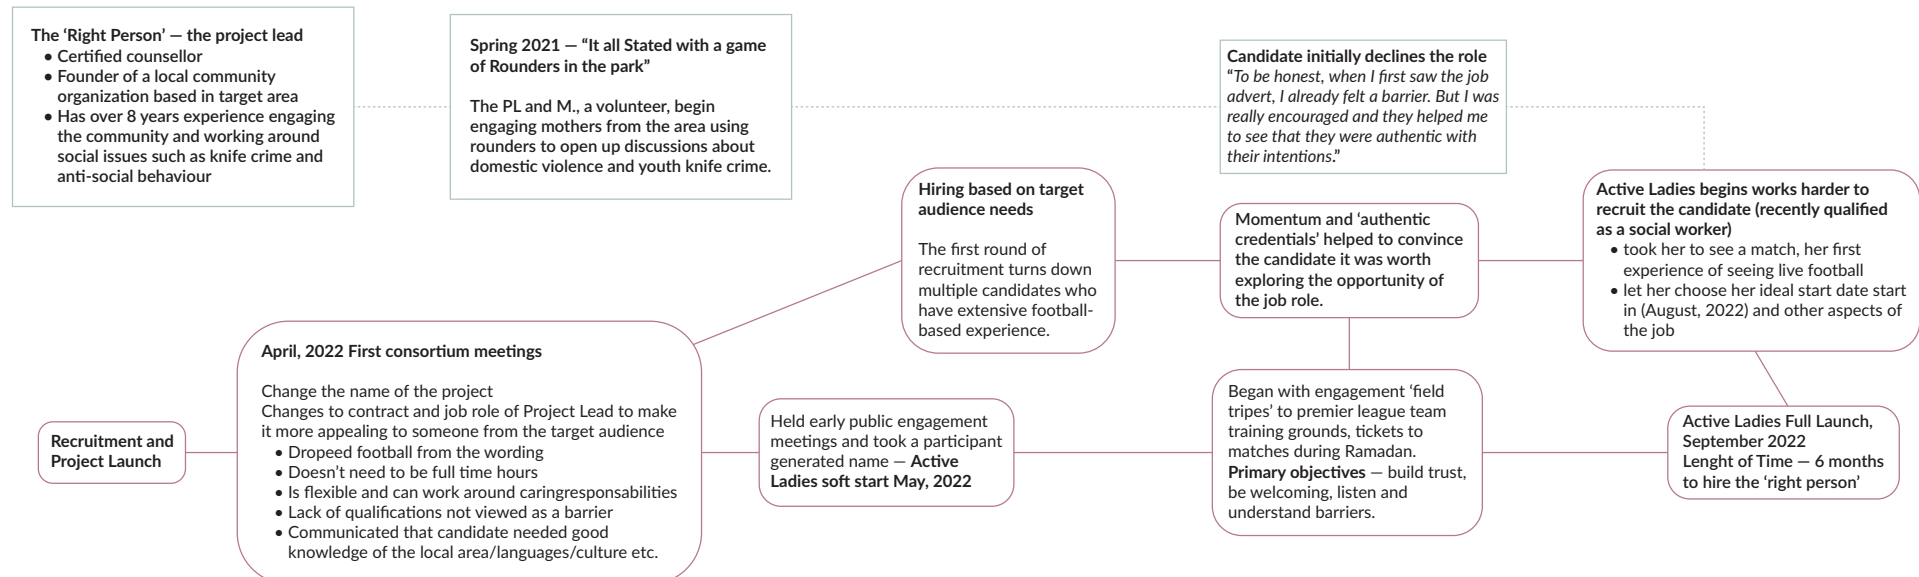 The ‘Right Person’ — the project lead
• Certified counsellor
• Founder of a local community
organization based in target area
• Has over 8 years experience engaging
the community and working around
social issues such as knife crime and
anti-social behaviour
Spring 2021 — “It all Stated with a game
of Rounders in the park”
The PL and M., a volunteer, begin
engaging mothers from the area using
rounders to open up discussions about
domestic violence and youth knife crime.
Candidate initially declines the role
“To be honest, when I first saw the job
advert, I already felt a barrier. But I was
really encouraged and they helped me
to see that they were authentic with
their intentions.”
Hiring based on target
audience needs
The first round of
recruitment turns down
multiple candidates who
have extensive football-
based experience.
Momentum and ‘authentic
credentials’ helped to convince
the candidate it was worth
exploring the opportunity of
the job role.
Active Ladies begins works harder to
recruit the candidate (recently qualified
as a social worker)
• took her to see a match, her first
experience of seeing live football
• let her choose her ideal start date start
in (August, 2022) and other aspects of
the job
Recruitment and
Project Launch
April, 2022 First consortium meetings
Change the name of the project
Changes to contract and job role of Project Lead to make
it more appealing to someone from the target audience
• Dropeed football from the wording
• Doesn’t need to be full time hours
• Is flexible and can work around caringresponsabilities
• Lack of qualifications not viewed as a barrier
• Communicated that candidate needed good
knowledge of the local area/languages/culture etc.
Held early public engagement
meetings and took a participant
generated name — Active
Ladies soft start May, 2022
Began with engagement ‘field
tripes’ to premier league team
training grounds, tickets to
matches during Ramadan.
Primary objectives — build trust,
be welcoming, listen and
understand barriers.
Active Ladies Full Launch,
September 2022
Lenght of Time — 6 months
to hire the ‘right person’